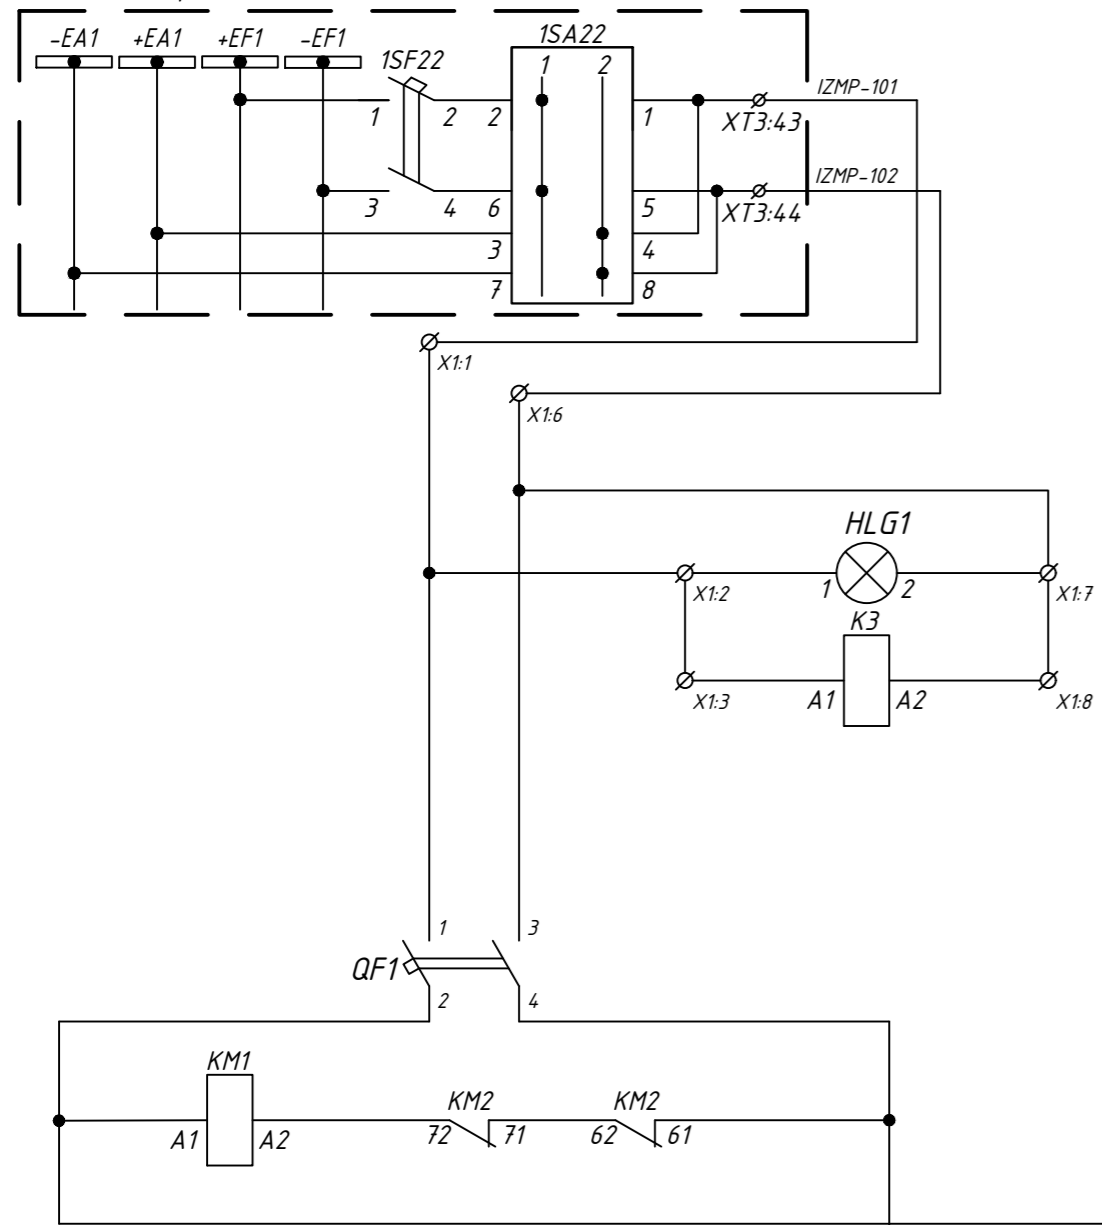 -EA1 +EA1 +EF1 -EF1
1SF22
1SA22
1 2
IZMP-101
1 2 2 1
XT3:43
IZMP-102
3 4 6 5
XT3:44
3 4
7 8
X1:1
X1:6
HLG1
1 2
X1:2 X1:7
K3
A1 A2
X1:3 X1:8
1 3
QF1
2 4
KM1
KM2 KM2
A1 A2
72 71 62 61